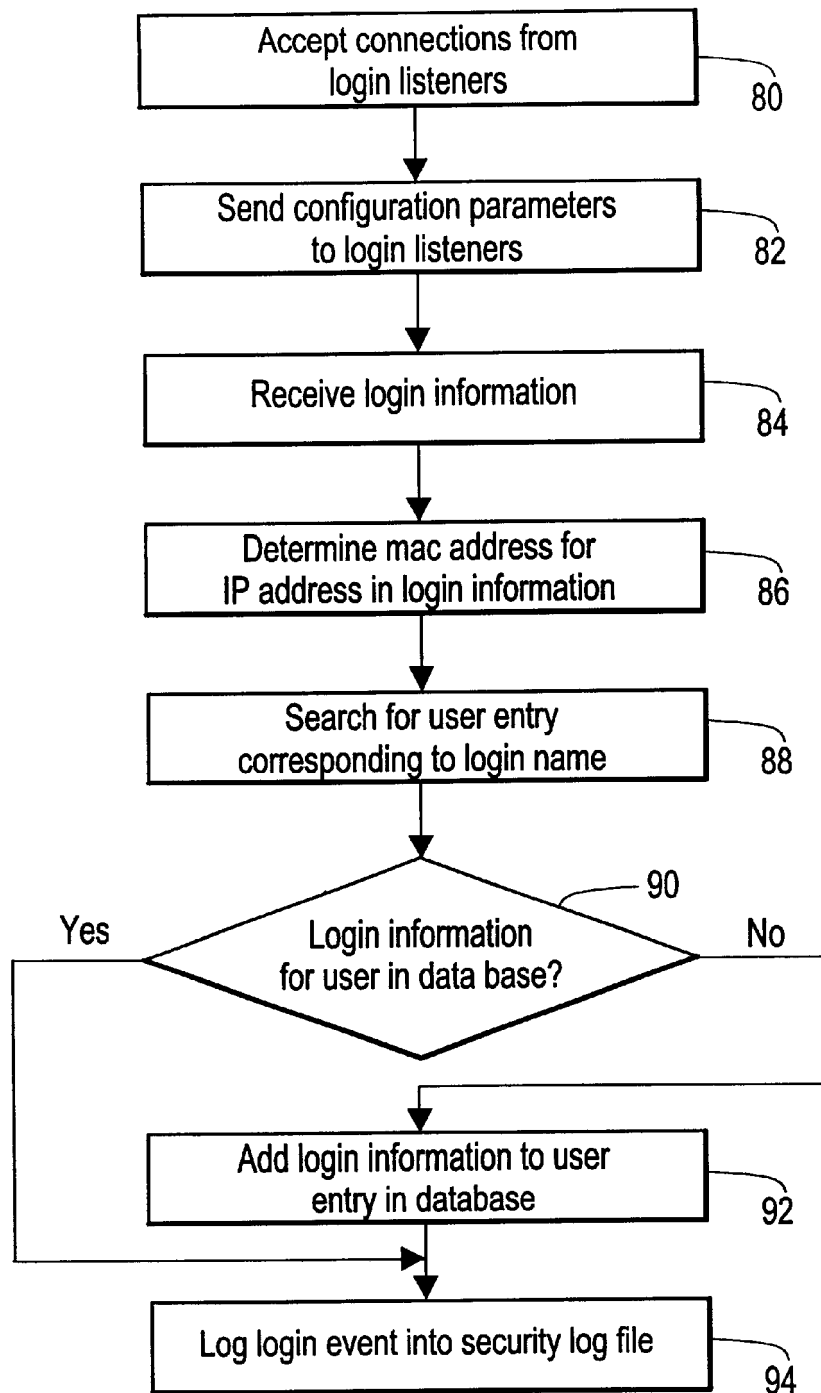 Accept connections from
login listeners
80
Send configuration parameters
to login listeners
82
Receive login information
84
Determine mac address for
IP address in login information
86
Search for user entry
corresponding to login name
88
90
Yes
Login information
for user in data base?
No
Add login information to user
entry in database
92
Log login event into security log file
94